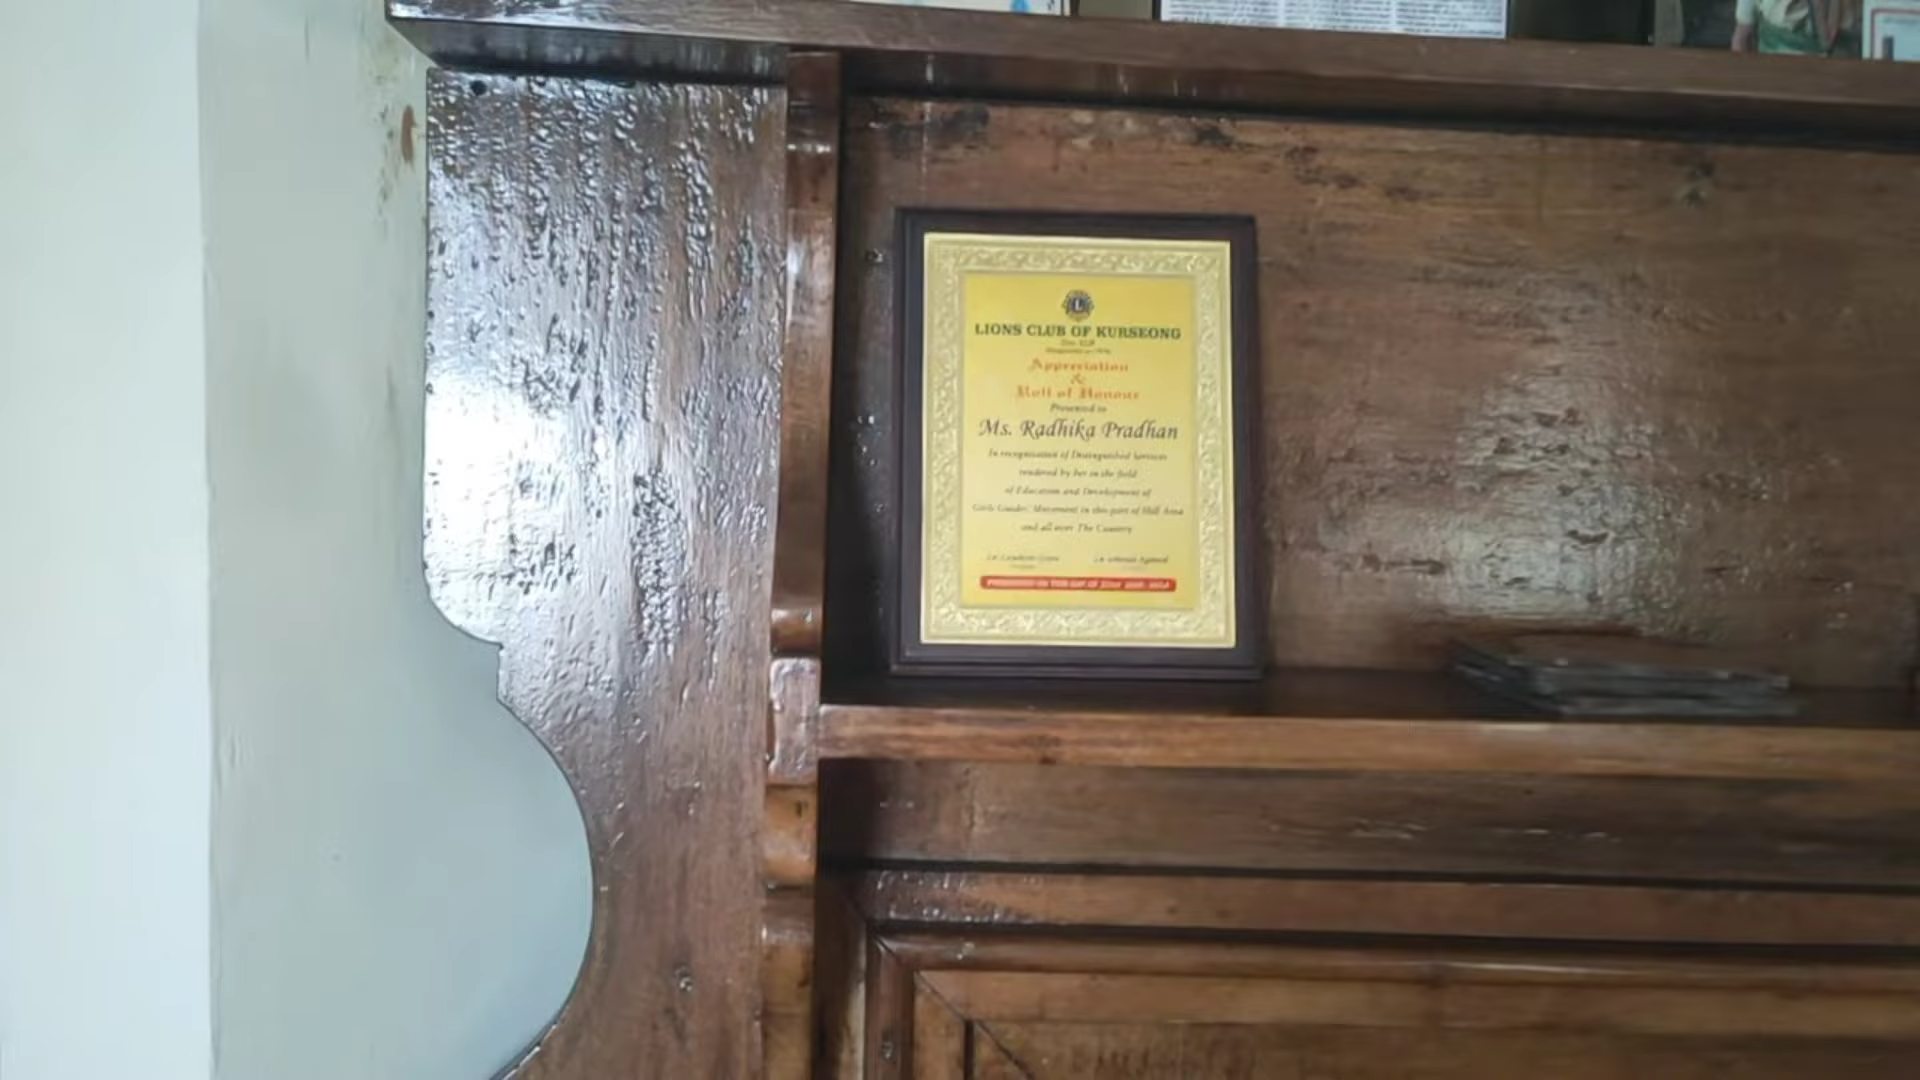 LIONS CLUB OF KURSEONG
Appreciation
&
Roll of Honour
Presented to
Ms. Radhika Pradhan
In recognisation of Distinguished Services
rendered by her in the field
of Education and Development of
Girls Guides' Movement in this part of Hill Area
and all over The Country